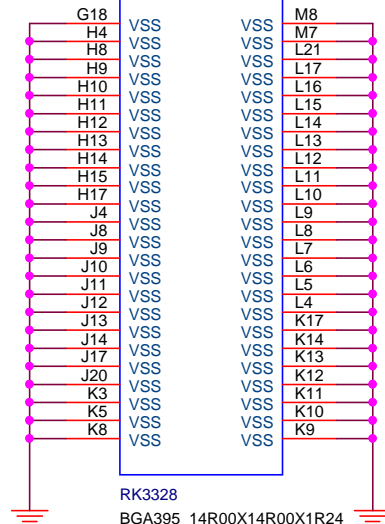 G18 VSS VSS M8
H4 VSS VSS M7
H8 VSS VSS L21
H9 VSS VSS L17
H10 VSS VSS L16
H11 VSS VSS L15
H12 VSS VSS L14
H13 VSS VSS L13
H14 VSS VSS L12
H15 VSS VSS L11
H17 VSS VSS L10
J4 VSS VSS L9
J8 VSS VSS L8
J9 VSS VSS L7
J10 VSS VSS L6
J11 VSS VSS L5
J12 VSS VSS L4
J13 VSS VSS K17
J14 VSS VSS K14
J17 VSS VSS K13
J20 VSS VSS K12
K3 VSS VSS K11
K5 VSS VSS K10
K8 VSS VSS K9
RK3328
BGA395_14R00X14R00X1R24